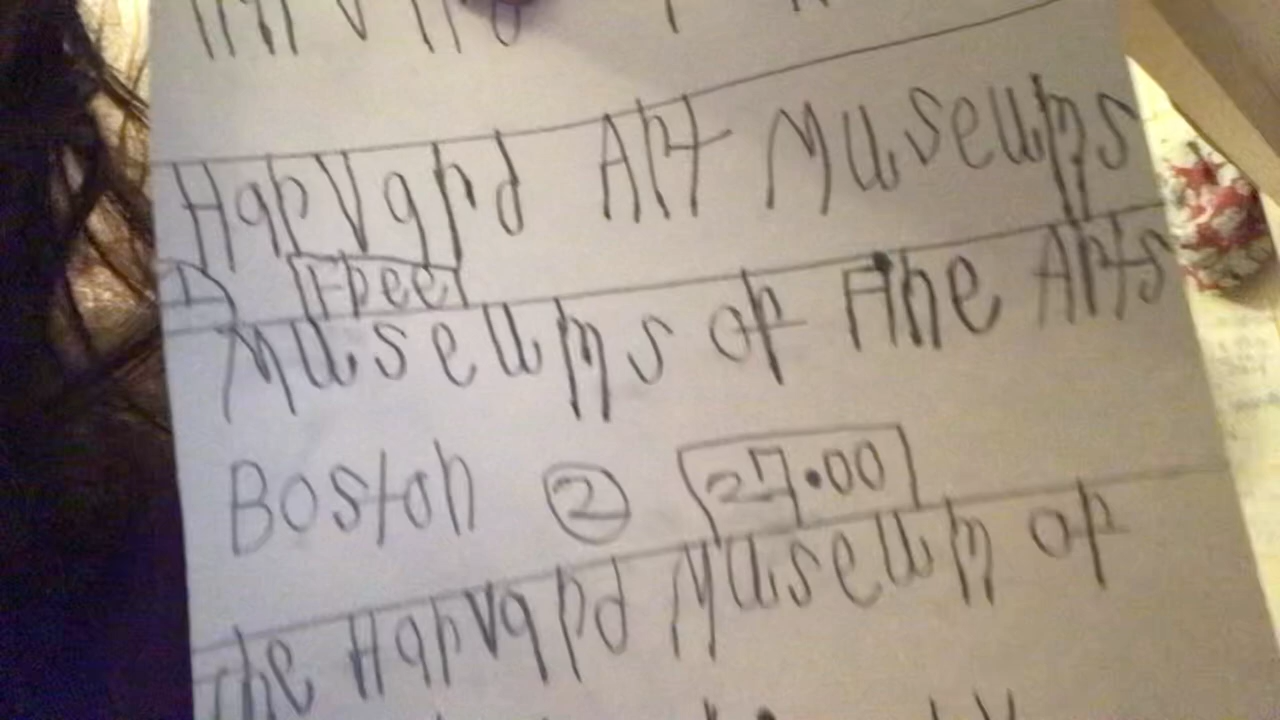 Harvard Art Museums
1 Free
Museums of Fine Arts
Boston 2 27.00
The Harvard Museum of